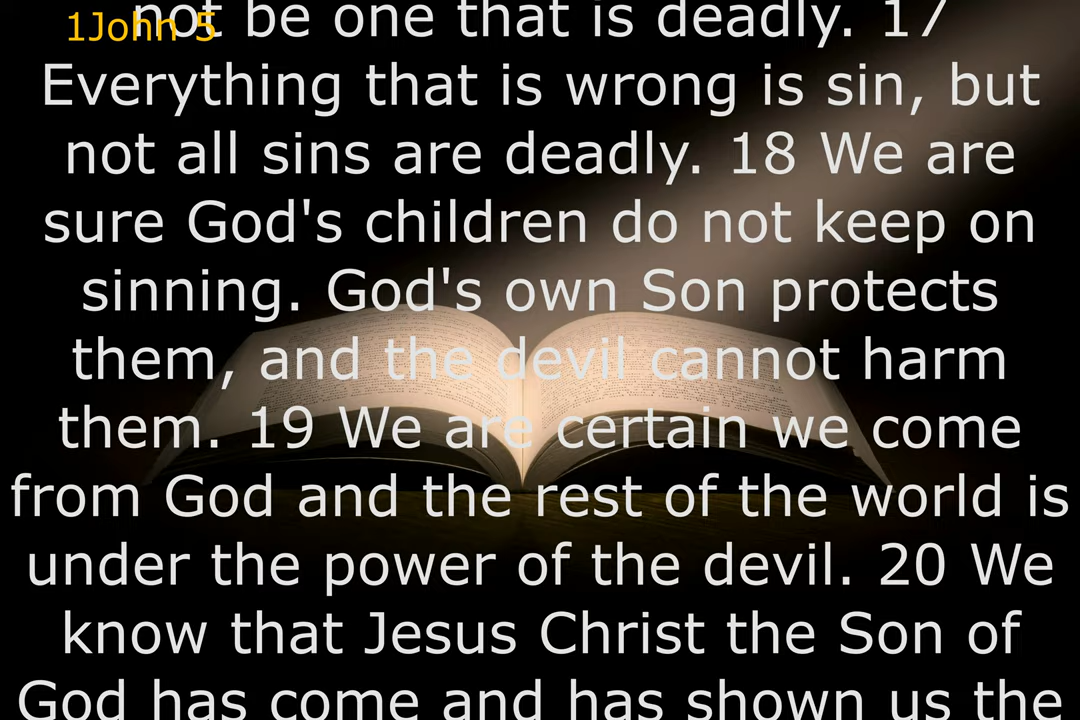 1John 5
not be one that is deadly. 17
Everything that is wrong is sin, but
not all sins are deadly. 18 We are
sure God's children do not keep on
sinning. God's own Son protects
them, and the devil cannot harm
them. 19 We are certain we come
from God and the rest of the world is
under the power of the devil. 20 We
know that Jesus Christ the Son of
God has come and has shown us the